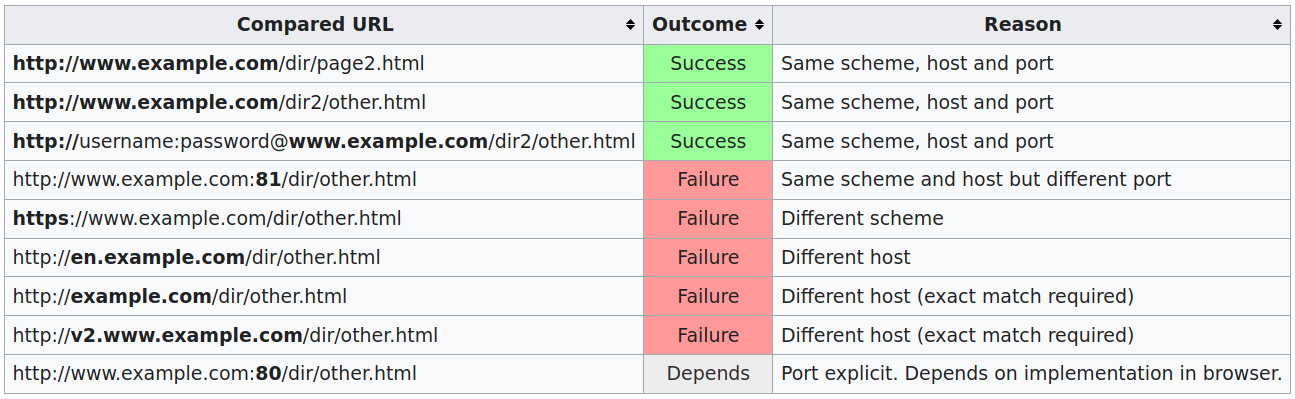 Compared URL Outcome Reason
http://www.example.com/dir/page2.html Success Same scheme, host and port
http://www.example.com/dir2/other.html Success Same scheme, host and port
http://username:password@www.example.com/dir2/other.html Success Same scheme, host and port
http://www.example.com:81/dir/other.html Failure Same scheme and host but different port
https://www.example.com/dir/other.html Failure Different scheme
http://en.example.com/dir/other.html Failure Different host
http://example.com/dir/other.html Failure Different host (exact match required)
http://v2.www.example.com/dir/other.html Failure Different host (exact match required)
http://www.example.com:80/dir/other.html Depends Port explicit. Depends on implementation in browser.